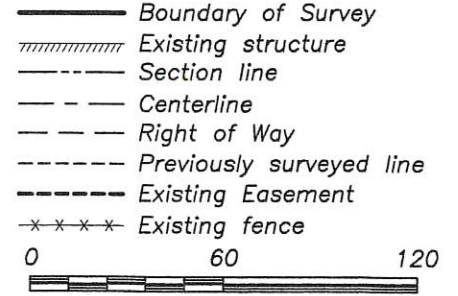 Boundary of Survey
Existing structure
Section line
Centerline
Right of Way
Previously surveyed line
Existing Easement
Existing fence
0 60 120